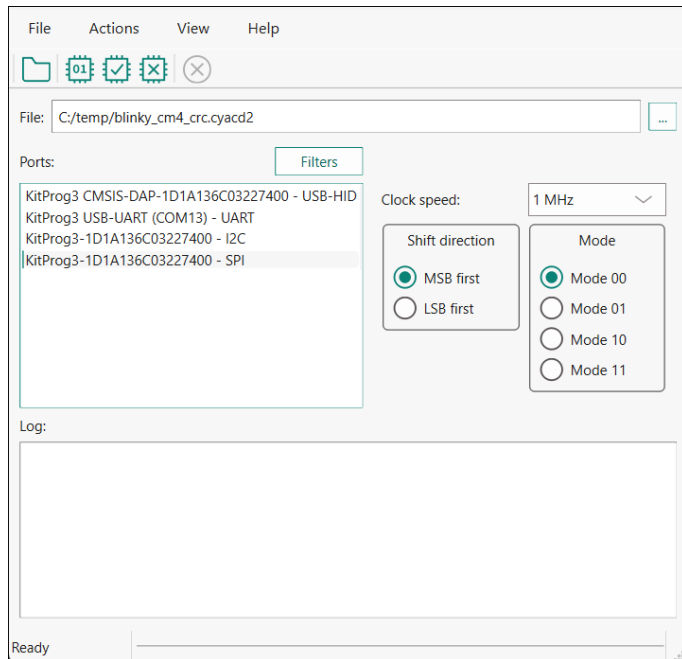 File Actions View Help
01
File: C:/temp/blinky_cm4_crc.cyacd2 ...
Ports: Filters
KitProg3 CMSIS-DAP-1D1A136C03227400 - USB-HID
KitProg3 USB-UART (COM13) - UART
KitProg3-1D1A136C03227400 - I2C
KitProg3-1D1A136C03227400 - SPI
Clock speed: 1 MHz
Shift direction
MSB first
LSB first
Mode
Mode 00
Mode 01
Mode 10
Mode 11
Log:
Ready